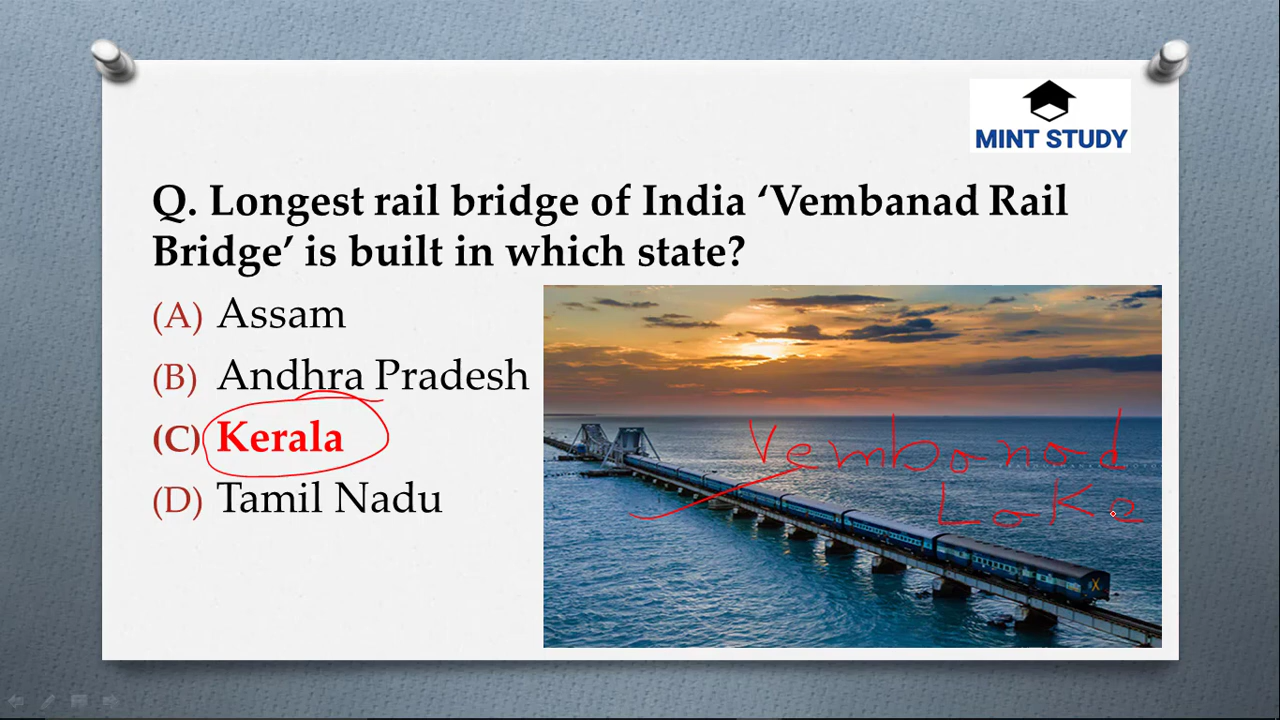 MINT STUDY
Q. Longest rail bridge of India ‘Vembanad Rail
Bridge’ is built in which state?
(A) Assam
(B) Andhra Pradesh
(C) Kerala
(D) Tamil Nadu
Vembanad
Lake